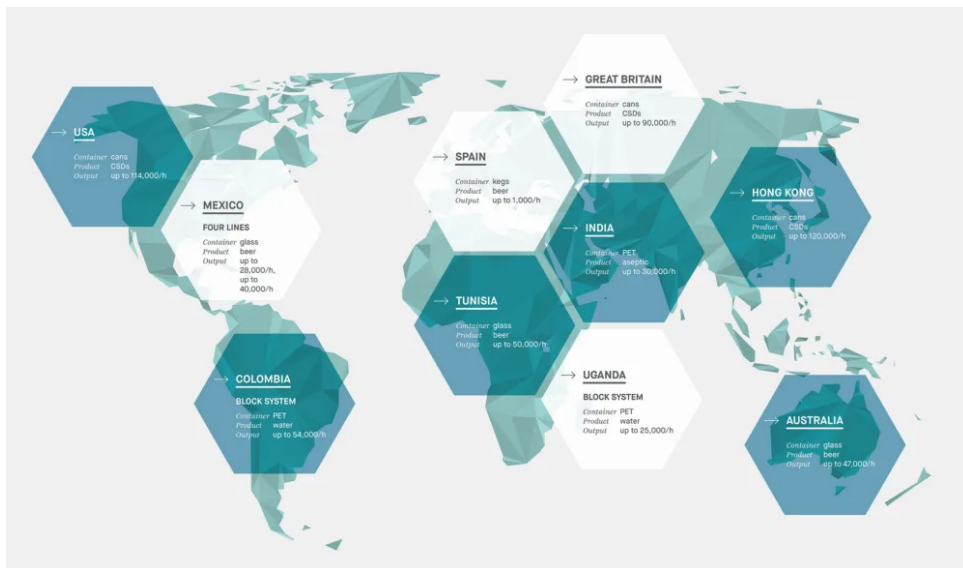 → USA
Container cans
Product CSDs
Output up to 114,000/h
→ MEXICO
FOUR LINES
Container glass
Product beer
Output up to
28,000/h,
up to
40,000/h
→ COLOMBIA
BLOCK SYSTEM
Container PET
Product water
Output up to 54,000/h
→ SPAIN
Container kegs
Product beer
Output up to 1,000/h
→ TUNISIA
Container glass
Product beer
Output up to 50,000/h
→ GREAT BRITAIN
Container cans
Product CSDs
Output up to 90,000/h
→ INDIA
Container PET
Product aseptic
Output up to 30,000/h
→ UGANDA
BLOCK SYSTEM
Container PET
Product water
Output up to 25,000/h
→ HONG KONG
Container cans
Product CSDs
Output up to 120,000/h
→ AUSTRALIA
Container glass
Product beer
Output up to 47,000/h